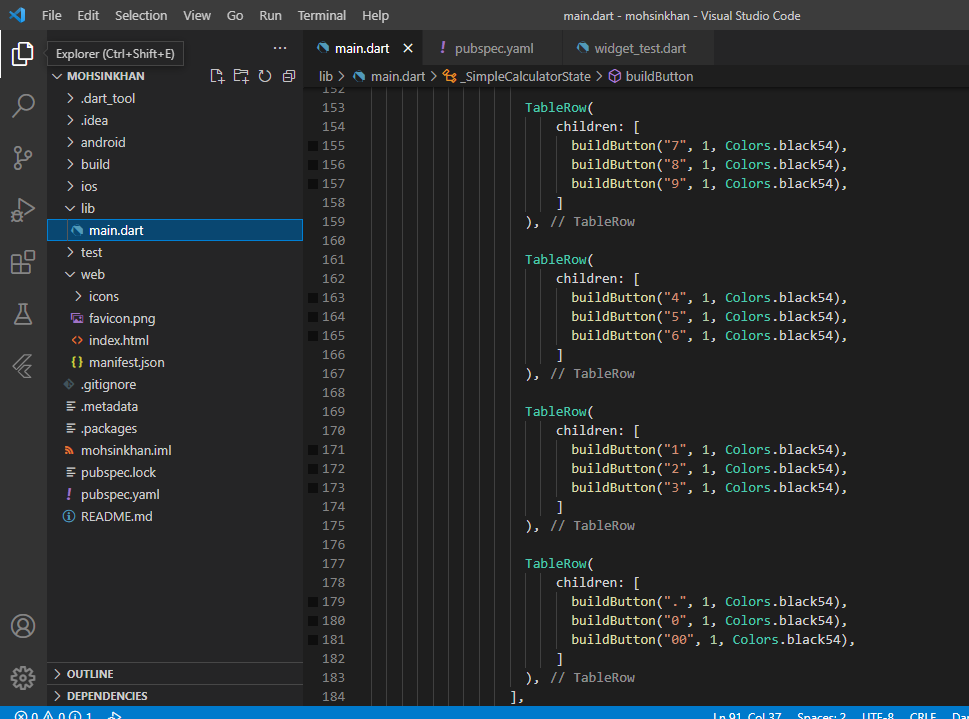 File Edit Selection View Go Run Terminal Help main.dart - mohsinkhan - Visual Studio Code
Explorer (Ctrl+Shift+E)
main.dart
pubspec.yaml
widget_test.dart
MOHSINKHAN
lib > main.dart > _SimpleCalculatorState > buildButton
.dart_tool
.idea
android
build
ios
lib
main.dart
test
web
icons
favicon.png
index.html
manifest.json
.gitignore
.metadata
.packages
mohsinkhan.iml
pubspec.lock
pubspec.yaml
README.md
OUTLINE
DEPENDENCIES
152
153 TableRow(
154 children: [
155 buildButton("7", 1, Colors.black54),
156 buildButton("8", 1, Colors.black54),
157 buildButton("9", 1, Colors.black54),
158 ]
159 ), // TableRow
160
161 TableRow(
162 children: [
163 buildButton("4", 1, Colors.black54),
164 buildButton("5", 1, Colors.black54),
165 buildButton("6", 1, Colors.black54),
166 ]
167 ), // TableRow
168
169 TableRow(
170 children: [
171 buildButton("1", 1, Colors.black54),
172 buildButton("2", 1, Colors.black54),
173 buildButton("3", 1, Colors.black54),
174 ]
175 ), // TableRow
176
177 TableRow(
178 children: [
179 buildButton(".", 1, Colors.black54),
180 buildButton("0", 1, Colors.black54),
181 buildButton("00", 1, Colors.black54),
182 ]
183 ), // TableRow
184 ],
0 0 1 Ln 91, Col 37 Spaces: 2 UTF-8 CRLF